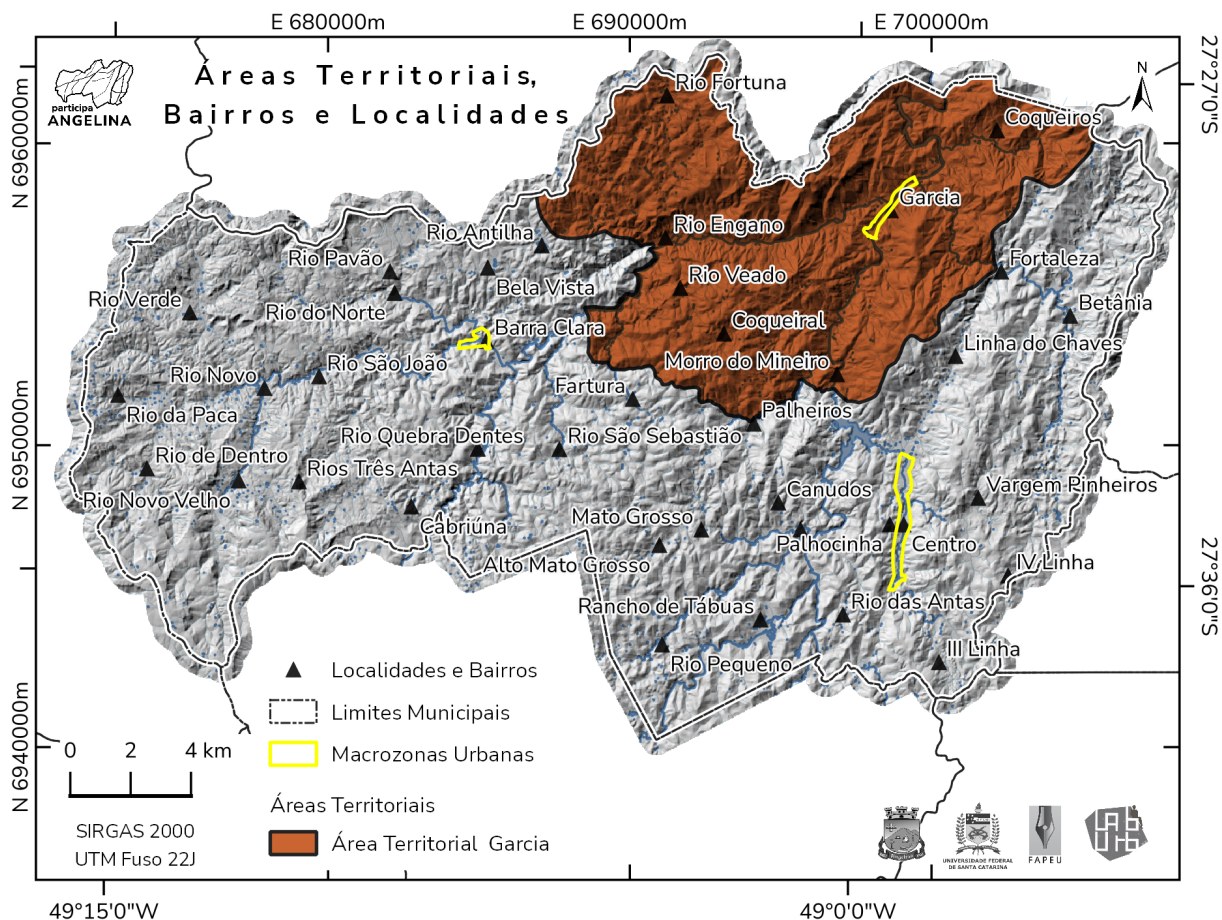 E 680000m
E 690000m
E 700000m
27°27'0"S
27°36'0"S
N 6960000m
N 6950000m
N 6940000m
49°15'0"W
49°0'0"W
participa
ANGELINA
Áreas Territoriais,
Bairros e Localidades
N
Rio Fortuna
Coqueiros
Garcia
Rio Engano
Rio Antilha
Rio Pavão
Rio Veado
Fortaleza
Bela Vista
Rio Verde
Rio do Norte
Betânia
Coqueiral
Barra Clara
Linha do Chaves
Morro do Mineiro
Rio São João
Rio Novo
Fartura
Rio da Paca
Palheiros
Rio Quebra Dentes
Rio São Sebastião
Rio de Dentro
Rios Três Antas
Rio Novo Velho
Canudos
Vargem Pinheiros
Mato Grosso
Cabriúna
Palhocinha
Centro
Alto Mato Grosso
IV Linha
Rancho de Tábuas
Rio das Antas
Rio Pequeno
III Linha
Localidades e Bairros
Limites Municipais
Macrozonas Urbanas
Áreas Territoriais
Área Territorial Garcia
0 2 4 km
SIRGAS 2000
UTM Fuso 22J
UNIVERSIDADE FEDERAL
DE SANTA CATARINA
FAPEU